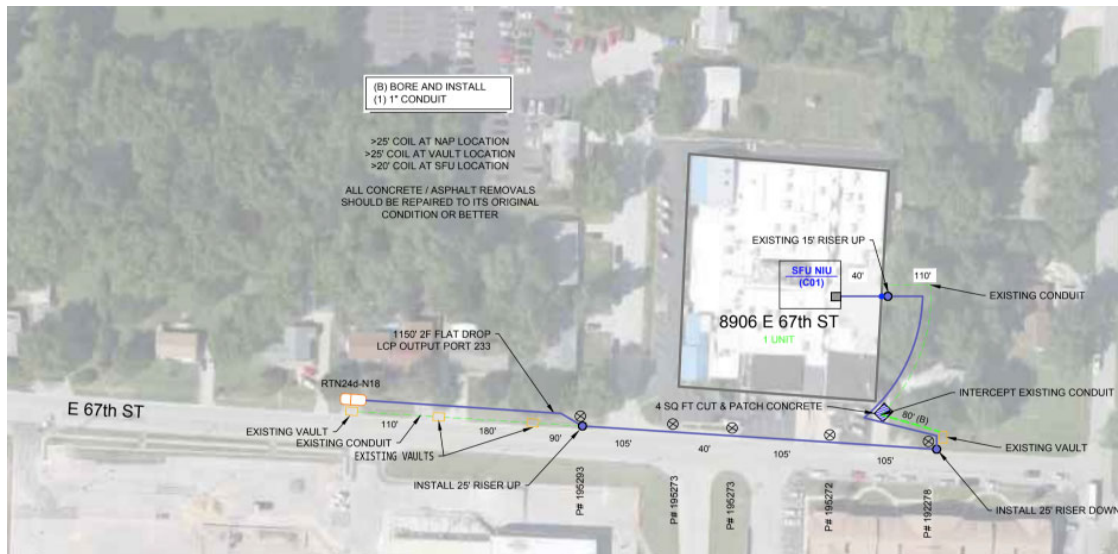 (B) BORE AND INSTALL
(1) 1" CONDUIT
>25' COIL AT NAP LOCATION
>25' COIL AT VAULT LOCATION
>20' COIL AT SFU LOCATION
ALL CONCRETE / ASPHALT REMOVALS
SHOULD BE REPAIRED TO ITS ORIGINAL
CONDITION OR BETTER
EXISTING 15' RISER UP
SFU NIU
(C01)
40'
110'
EXISTING CONDUIT
8906 E 67th ST
1 UNIT
1150' 2F FLAT DROP
LCP OUTPUT PORT 233
RTN24d-N18
INTERCEPT EXISTING CONDUIT
4 SQ FT CUT & PATCH CONCRETE
80' (B)
E 67th ST
EXISTING VAULT
110'
EXISTING CONDUIT
180'
EXISTING VAULTS
90'
105'
40'
105'
105'
EXISTING VAULT
INSTALL 25' RISER UP
P# 195293
P# 195273
P# 195273
P# 195272
P# 192278
INSTALL 25' RISER DOWN